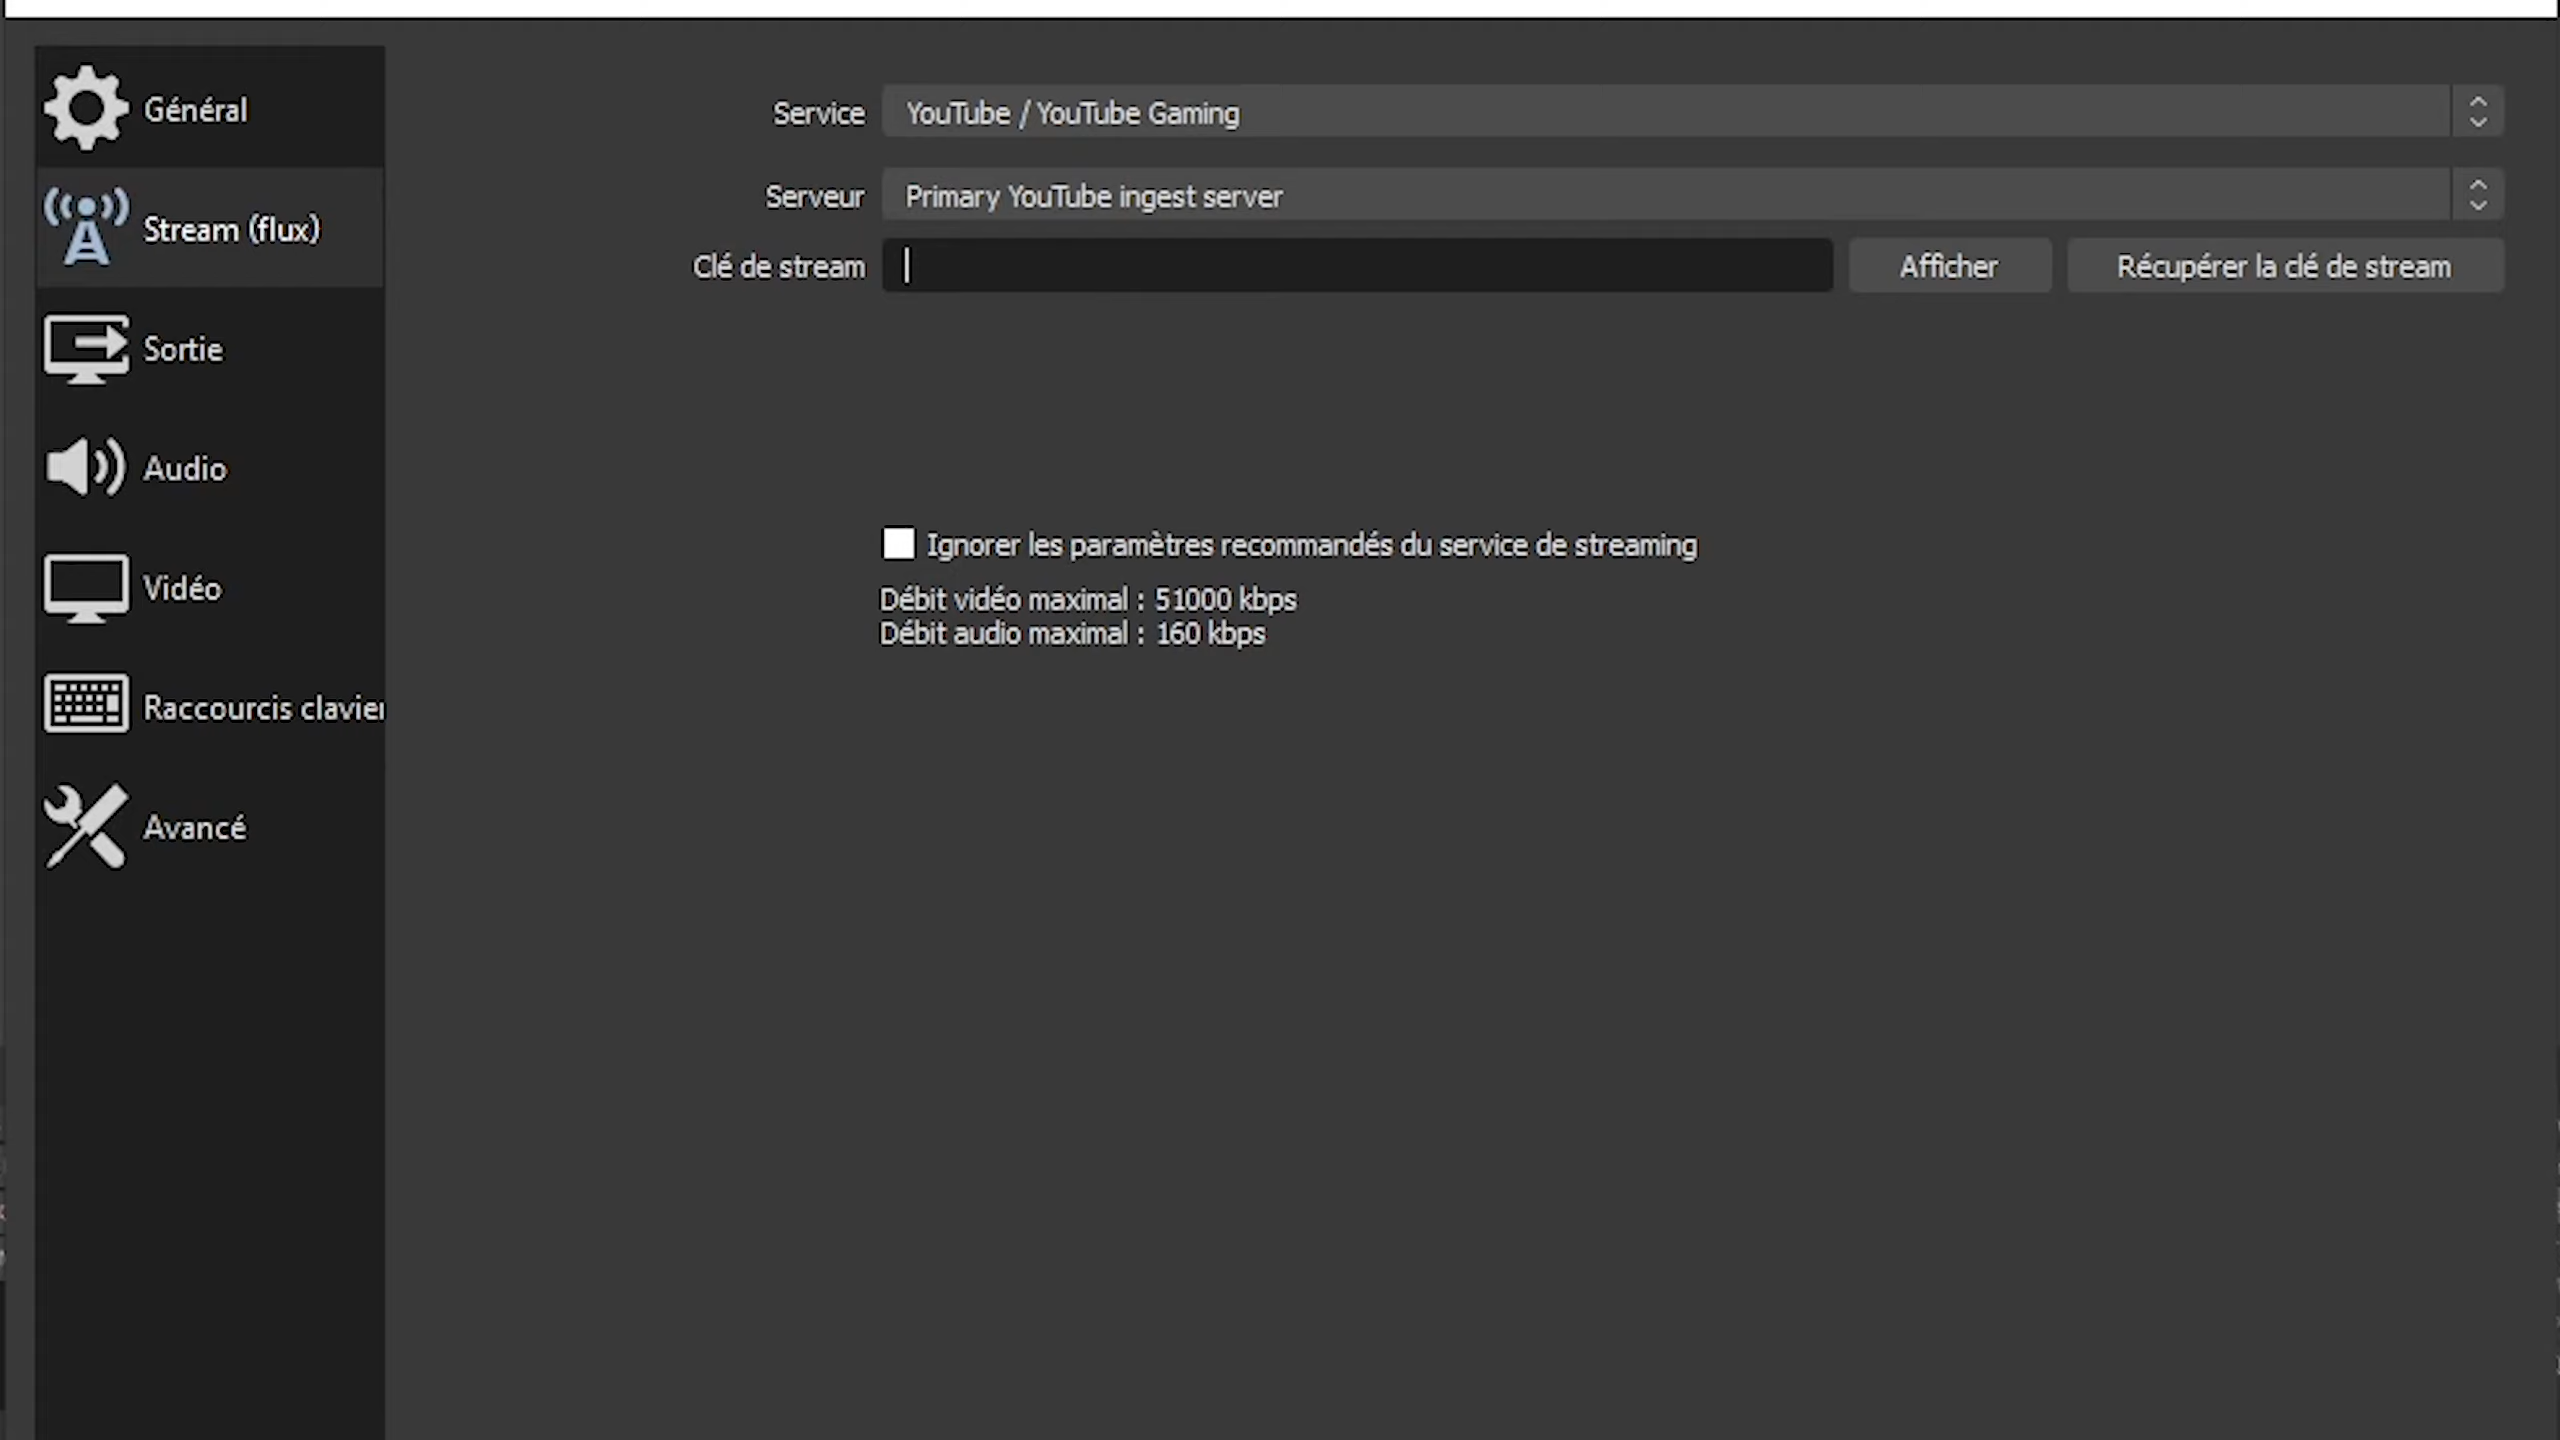 Général
Stream (flux)
Sortie
Audio
Vidéo
Raccourcis clavier
Avancé
Service YouTube / YouTube Gaming
Serveur Primary YouTube ingest server
Clé de stream Afficher Récupérer la clé de stream
Ignorer les paramètres recommandés du service de streaming
Débit vidéo maximal : 51000 kbps
Débit audio maximal : 160 kbps